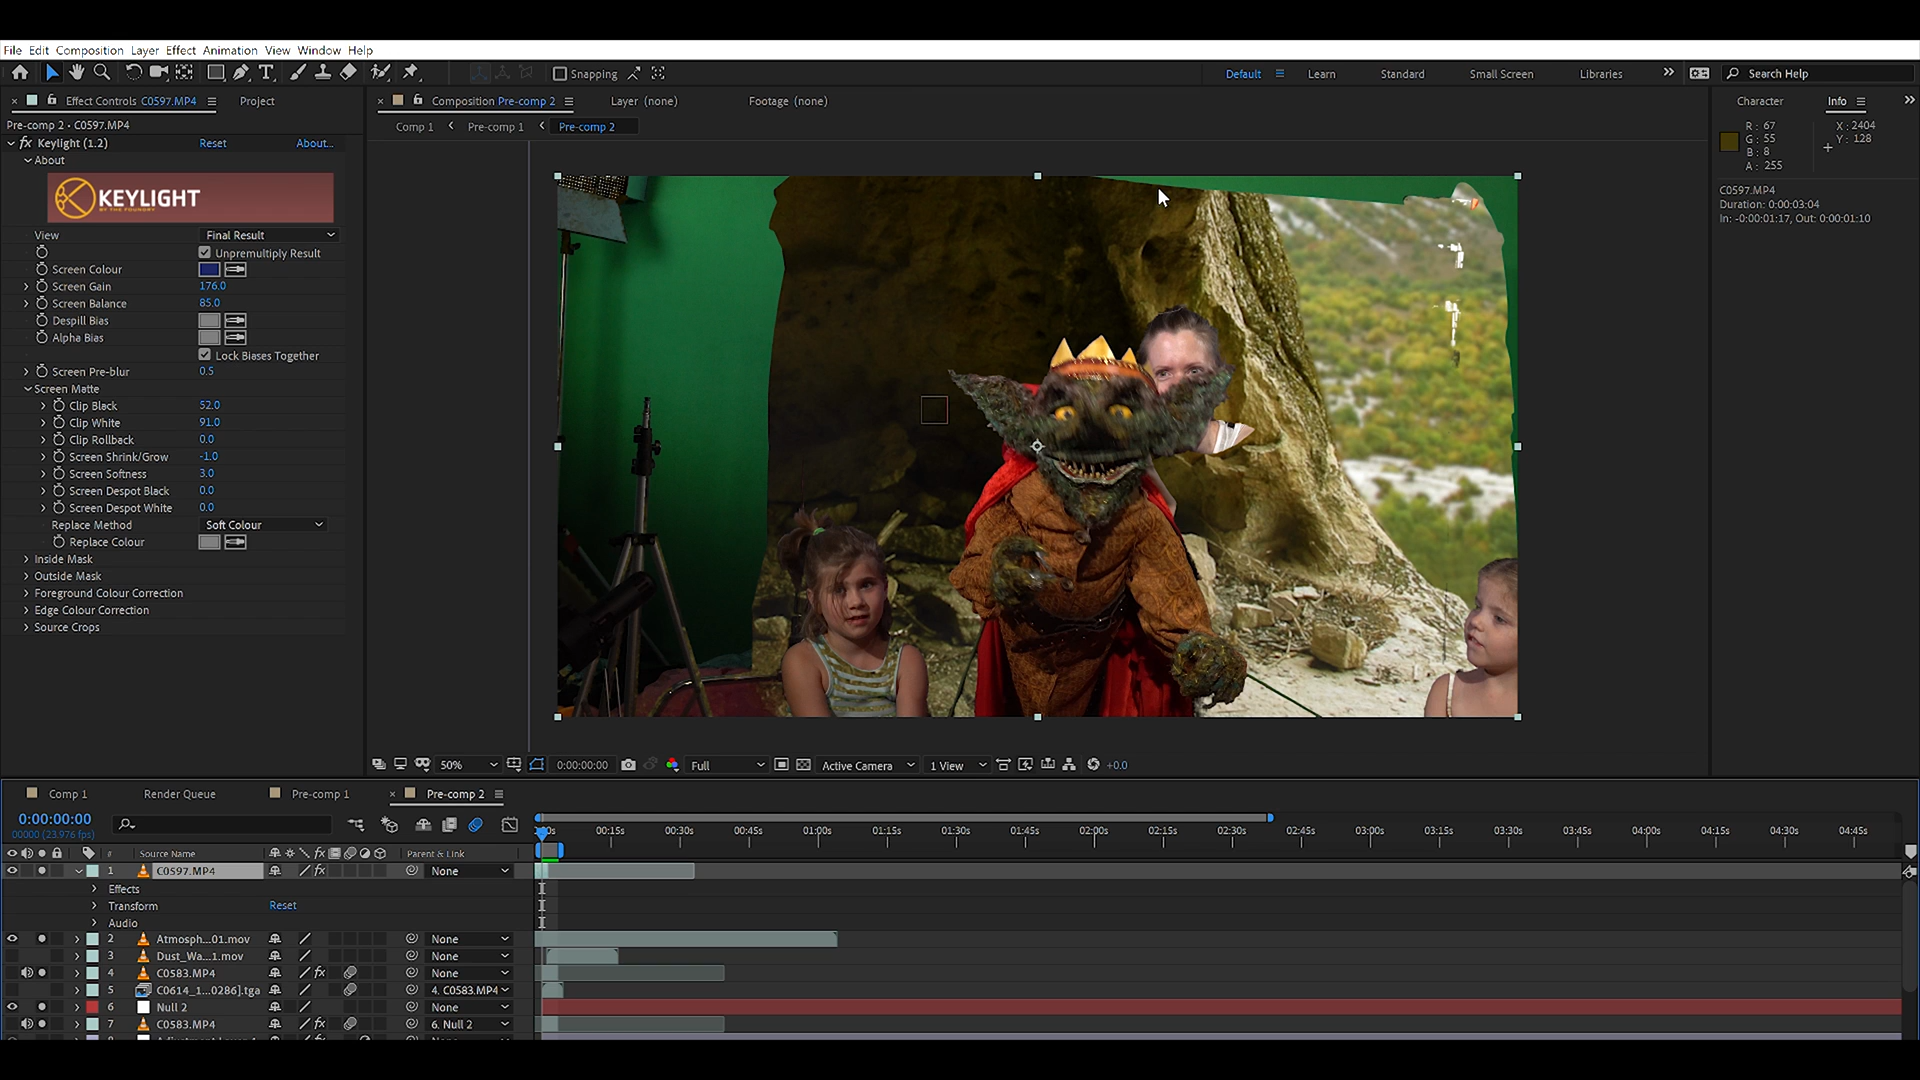 File Edit Composition Layer Effect Animation View Window Help
Snapping
Default Learn Standard Small Screen Libraries Search Help
Effect Controls C0597.MP4 Project
Composition Pre-comp 2 Layer (none) Footage (none)
Character Info
Pre-comp 2 • C0597.MP4
Comp 1 Pre-comp 1 Pre-comp 2
R: 67 X: 2404
G: 55 Y: 128
B: 8
A: 255
C0597.MP4
Duration: 0:00:03:04
In: -0:00:01:17, Out: 0:00:01:10
fx Keylight (1.2) Reset About...
About
KEYLIGHT
BY THE FOUNDRY
View Final Result
Unpremultiply Result
Screen Colour
Screen Gain 176.0
Screen Balance 85.0
Despill Bias
Alpha Bias
Lock Biases Together
Screen Pre-blur 0.5
Screen Matte
Clip Black 52.0
Clip White 91.0
Clip Rollback 0.0
Screen Shrink/Grow -1.0
Screen Softness 3.0
Screen Despot Black 0.0
Screen Despot White 0.0
Replace Method Soft Colour
Replace Colour
Inside Mask
Outside Mask
Foreground Colour Correction
Edge Colour Correction
Source Crops
50% 0:00:00:00 Full Active Camera 1 View +0.0
Comp 1 Render Queue Pre-comp 1 Pre-comp 2
0:00:00:00
00000 (23.976 fps)
00:15s 00:30s 00:45s 01:00s 01:15s 01:30s 01:45s 02:00s 02:15s 02:30s 02:45s 03:00s 03:15s 03:30s 03:45s 04:00s 04:15s 04:30s 04:45s
# Source Name fx Parent & Link
1 C0597.MP4 fx None
Effects
Transform Reset
Audio
2 Atmosph...01.mov None
3 Dust_Wa...1.mov None
4 C0583.MP4 fx None
5 C0614_1...0286].tga 4. C0583.MP4
6 Null 2 None
7 C0583.MP4 fx 6. Null 2